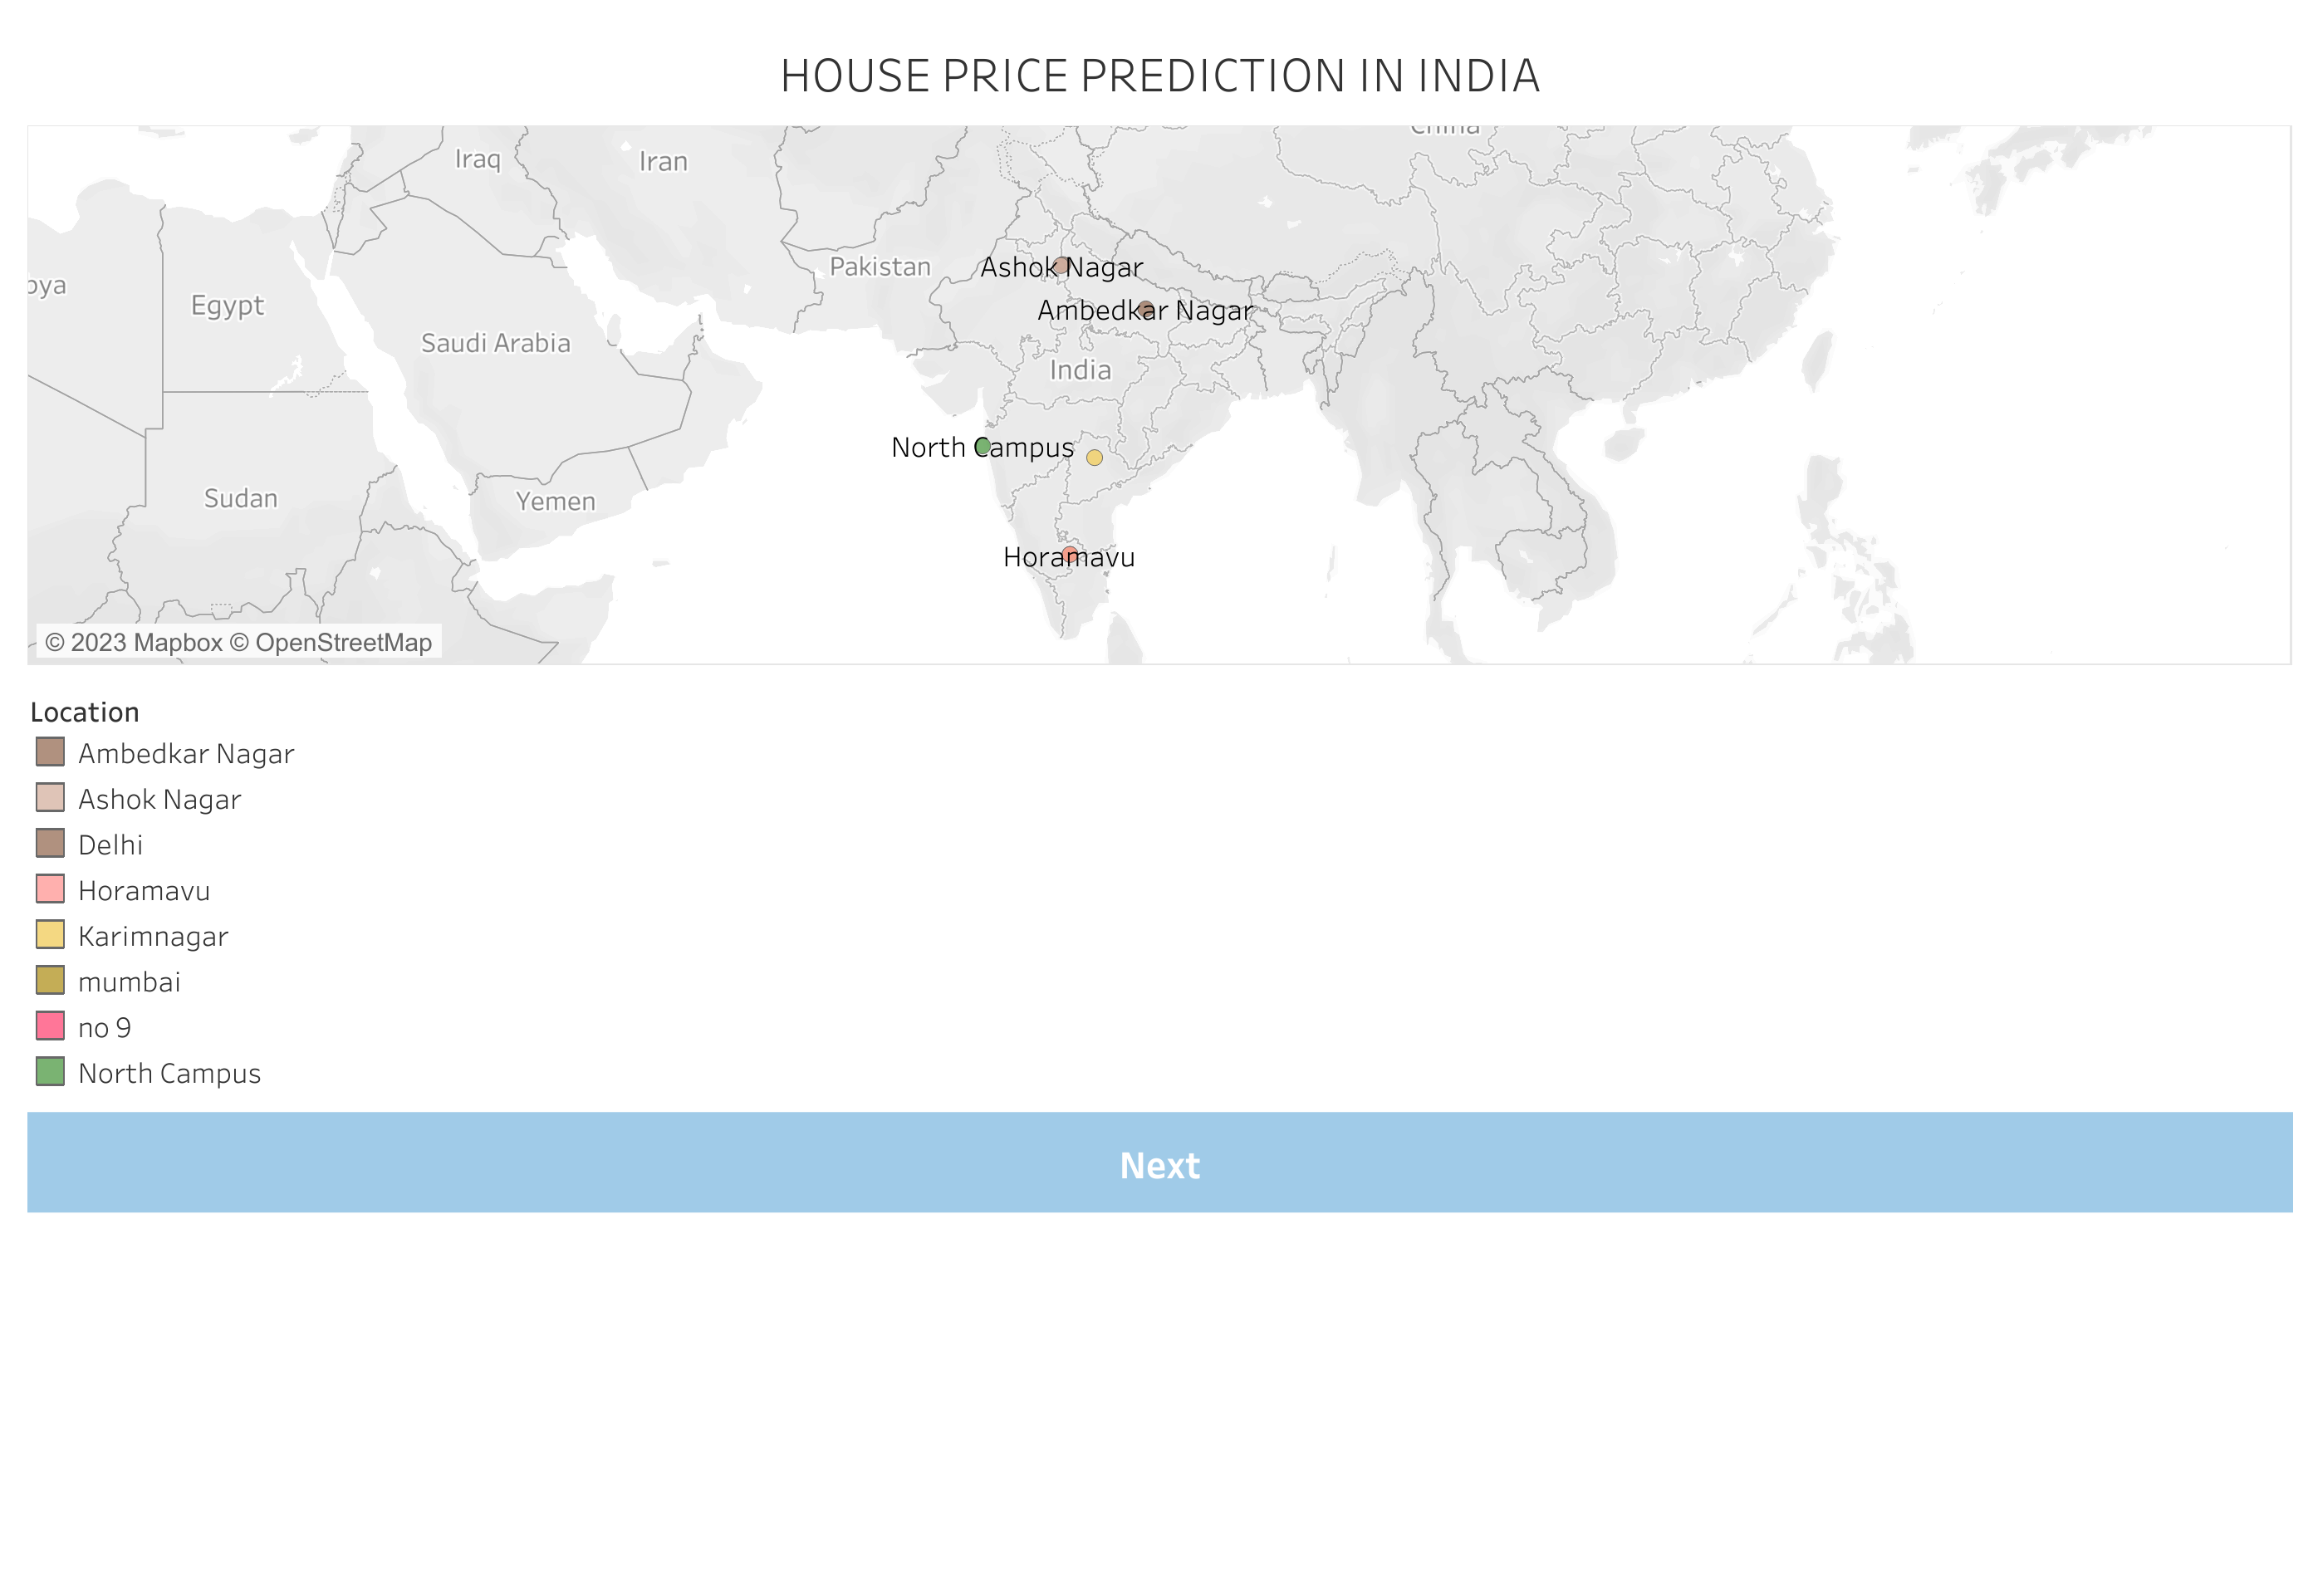 HOUSE PRICE PREDICTION IN INDIA
China
Iraq
Iran
Pakistan
Ashok Nagar
bya
Egypt
Ambedkar Nagar
Saudi Arabia
India
North Campus
Sudan
Yemen
Horamavu
© 2023 Mapbox © OpenStreetMap
Location
Ambedkar Nagar
Ashok Nagar
Delhi
Horamavu
Karimnagar
mumbai
no 9
North Campus
Next